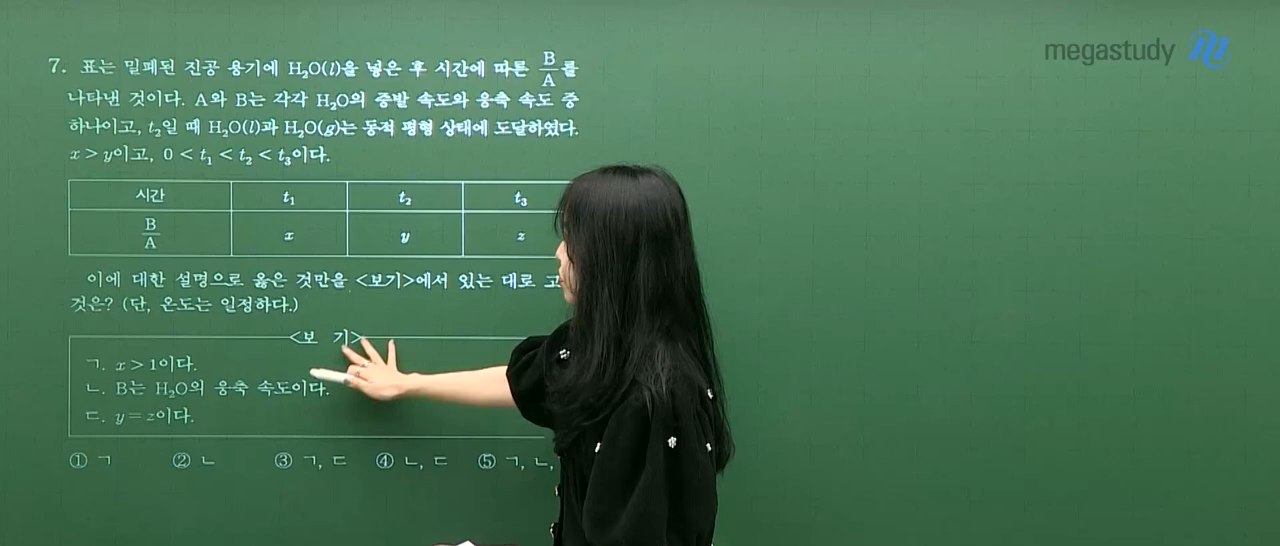 megastudy
7. 표는 밀폐된 진공 용기에 H₂O(l)을 넣은 후 시간에 따른 B/A를
나타낸 것이다. A와 B는 각각 H₂O의 증발 속도와 응축 속도 중
하나이고, t₂일 때 H₂O(l)과 H₂O(g)는 동적 평형 상태에 도달하였다.
x > y이고, 0 < t₁ < t₂ < t₃이다.
시간 t₁ t₂ t₃
B/A x y z
이에 대한 설명으로 옳은 것만을 <보기>에서 있는 대로 고
것은? (단, 온도는 일정하다.)
<보 기>
ㄱ. x > 1이다.
ㄴ. B는 H₂O의 응축 속도이다.
ㄷ. y = z이다.
① ㄱ ② ㄴ ③ ㄱ, ㄷ ④ ㄴ, ㄷ ⑤ ㄱ, ㄴ,